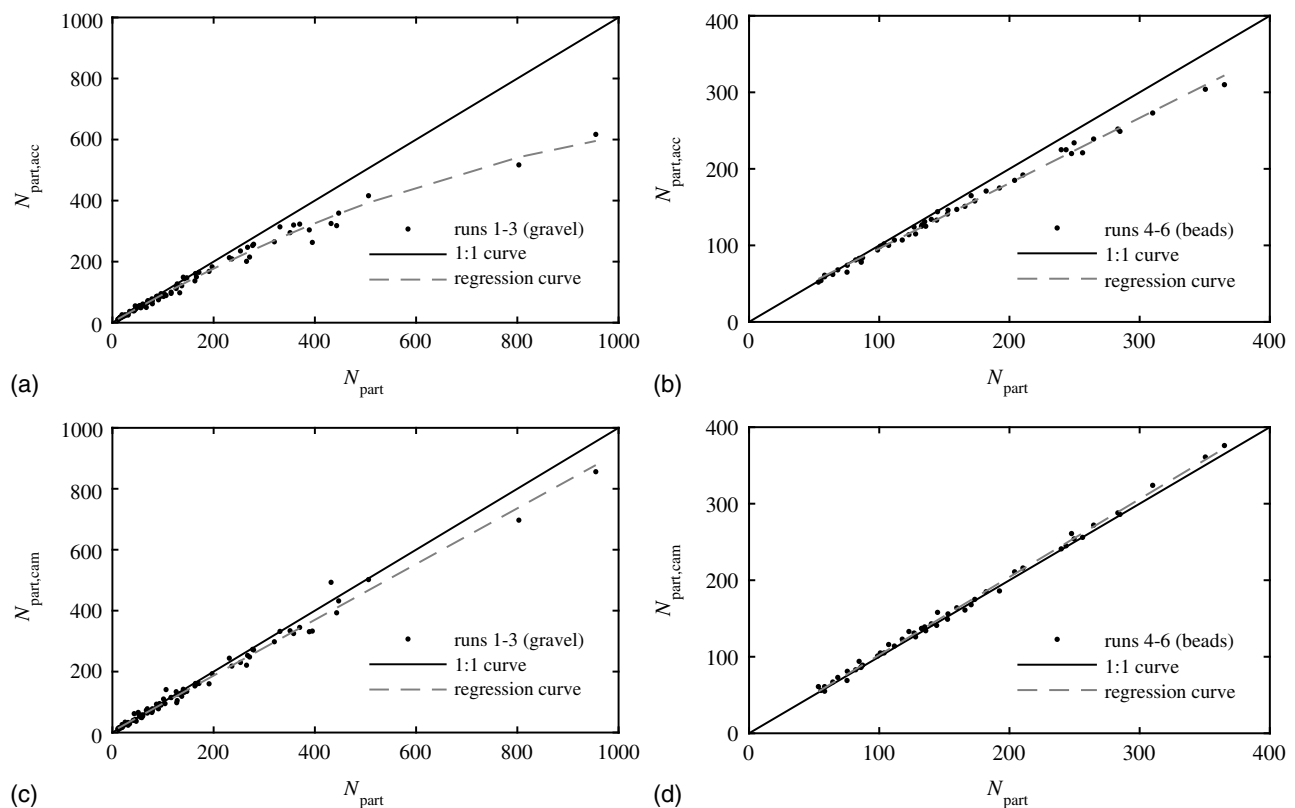 1000
800
600
400
200
0
N_part,acc
runs 1-3 (gravel)
1:1 curve
regression curve
0 200 400 600 800 1000
N_part
(a)
400
300
200
100
0
N_part,acc
runs 4-6 (beads)
1:1 curve
regression curve
0 100 200 300 400
N_part
(b)
1000
800
600
400
200
0
N_part,cam
runs 1-3 (gravel)
1:1 curve
regression curve
0 200 400 600 800 1000
N_part
(c)
400
300
200
100
0
N_part,cam
runs 4-6 (beads)
1:1 curve
regression curve
0 100 200 300 400
N_part
(d)